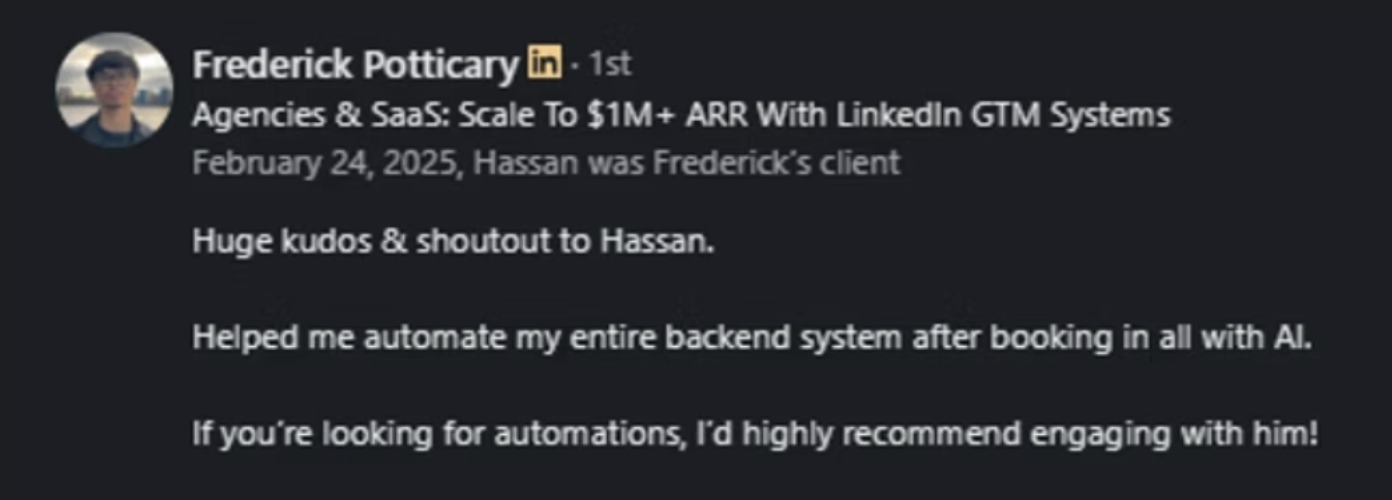 Frederick Potticary in · 1st
Agencies & SaaS: Scale To $1M+ ARR With LinkedIn GTM Systems
February 24, 2025, Hassan was Frederick's client
Huge kudos & shoutout to Hassan.
Helped me automate my entire backend system after booking in all with AI.
If you're looking for automations, I'd highly recommend engaging with him!